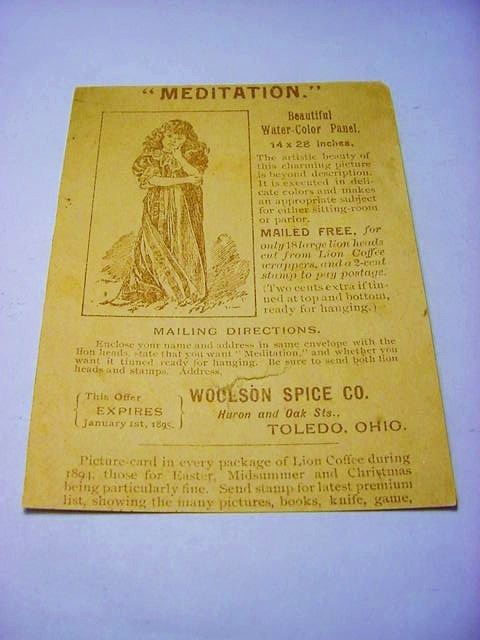 "MEDITATION."
Beautiful
Water-Color Panel,
14 x 28 Inches.
The artistic beauty of
this charming picture
is beyond description.
It is executed in deli-
cate colors and makes
an appropriate subject
for either sitting-room
or parlor.
MAILED FREE, for
only 18 large lion heads
cut from Lion Coffee
wrappers, and a 2-cent
stamp to pay postage.
(Two cents extra if tin-
ned at top and bottom,
ready for hanging.)
MAILING DIRECTIONS.
Enclose your name and address in same envelope with the
lion heads, state that you want "Meditation," and whether you
want it tinned ready for hanging. Be sure to send both lion
heads and stamps. Address,
This Offer
EXPIRES
January 1st, 1895.
WOOLSON SPICE CO.
Huron and Oak Sts.,
TOLEDO, OHIO.
Picture-card in every package of Lion Coffee during
1894, those for Easter, Midsummer and Christmas
being particularly fine. Send stamp for latest premium
list, showing the many pictures, books, knife, game,